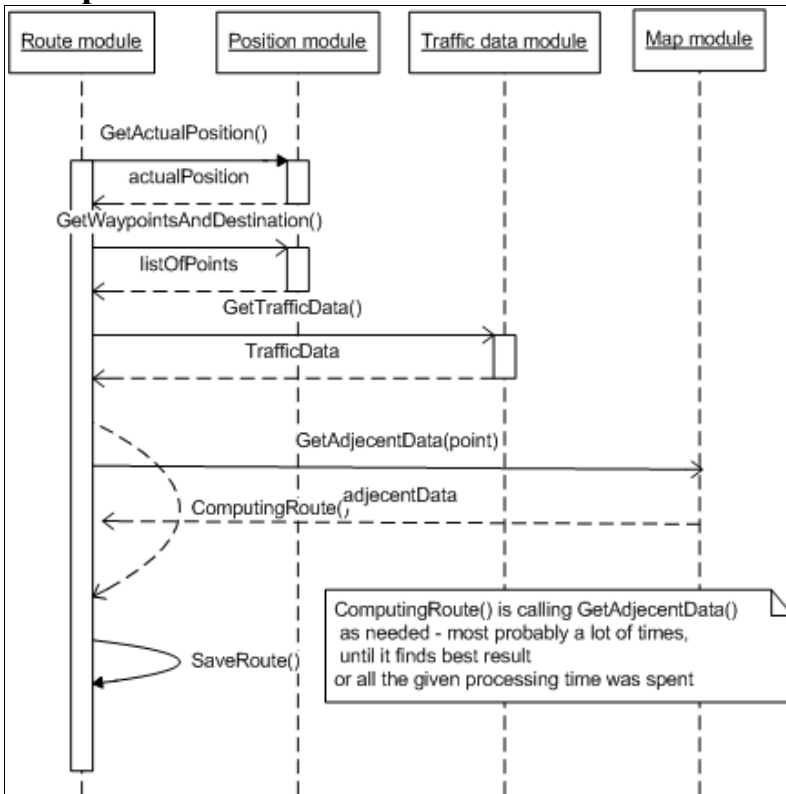 Route module
Position module
Traffic data module
Map module
GetActualPosition()
actualPosition
GetWaypointsAndDestination()
listOfPoints
GetTrafficData()
TrafficData
GetAdjecentData(point)
adjecentData
ComputingRoute()
ComputingRoute() is calling GetAdjecentData()
as needed - most probably a lot of times,
until it finds best result
or all the given processing time was spent
SaveRoute()